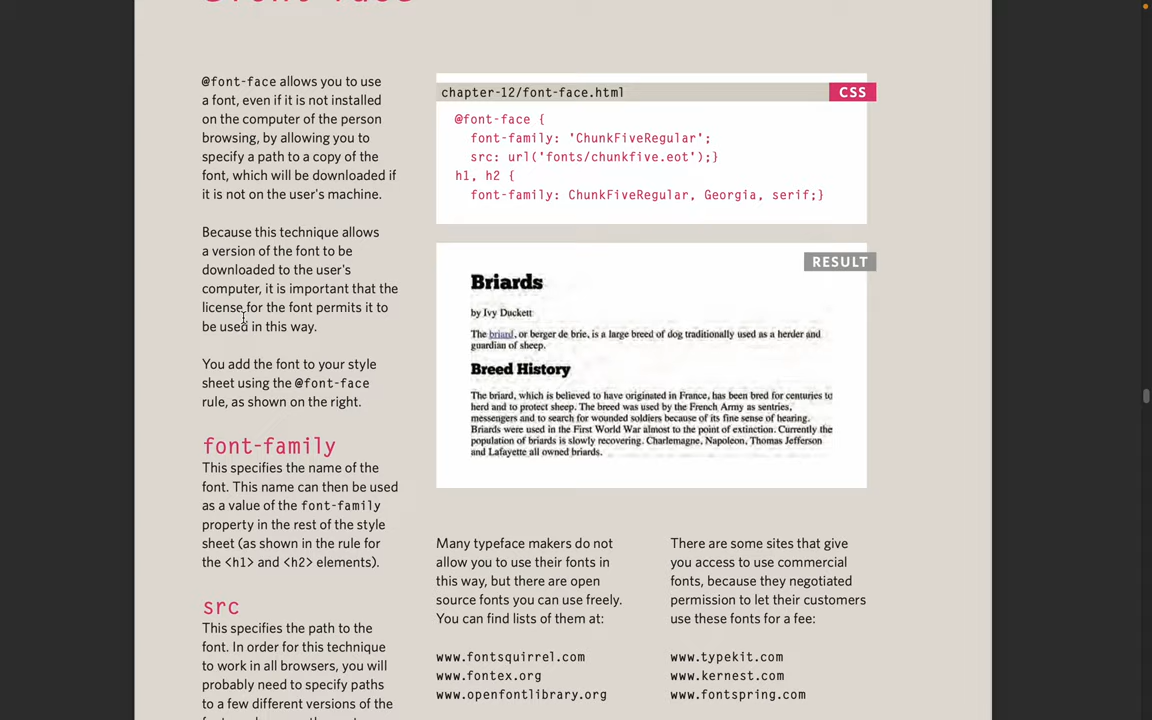 @font-face allows you to use
a font, even if it is not installed
on the computer of the person
browsing, by allowing you to
specify a path to a copy of the
font, which will be downloaded if
it is not on the user's machine.
Because this technique allows
a version of the font to be
downloaded to the user's
computer, it is important that the
license for the font permits it to
be used in this way.
You add the font to your style
sheet using the @font-face
rule, as shown on the right.
font-family
This specifies the name of the
font. This name can then be used
as a value of the font-family
property in the rest of the style
sheet (as shown in the rule for
the <h1> and <h2> elements).
src
This specifies the path to the
font. In order for this technique
to work in all browsers, you will
probably need to specify paths
to a few different versions of the
chapter-12/font-face.html
CSS
@font-face {
font-family: 'ChunkFiveRegular';
src: url('fonts/chunkfive.eot');}
h1, h2 {
font-family: ChunkFiveRegular, Georgia, serif;}
RESULT
Briards
by Ivy Duckett
The briard, or berger de brie, is a large breed of dog traditionally used as a herder and
guardian of sheep.
Breed History
The briard, which is believed to have originated in France, has been bred for centuries to
herd and to protect sheep. The breed was used by the French Army as sentries,
messengers and to search for wounded soldiers because of its fine sense of hearing.
Briards were used in the First World War almost to the point of extinction. Currently the
population of briards is slowly recovering. Charlemagne, Napoleon, Thomas Jefferson
and Lafayette all owned briards.
Many typeface makers do not
allow you to use their fonts in
this way, but there are open
source fonts you can use freely.
You can find lists of them at:
www.fontsquirrel.com
www.fontex.org
www.openfontlibrary.org
There are some sites that give
you access to use commercial
fonts, because they negotiated
permission to let their customers
use these fonts for a fee:
www.typekit.com
www.kernest.com
www.fontspring.com